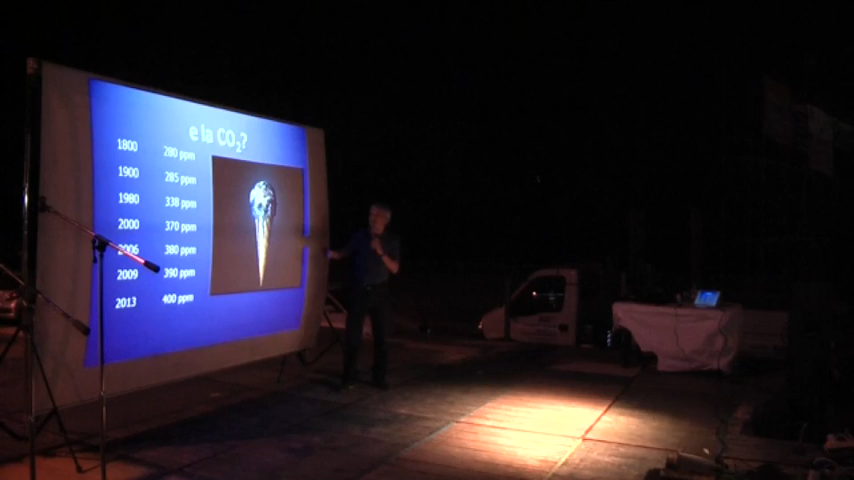 e la CO₂?
1800 280 ppm
1900 285 ppm
1980 338 ppm
2000 370 ppm
2006 380 ppm
2009 390 ppm
2013 400 ppm